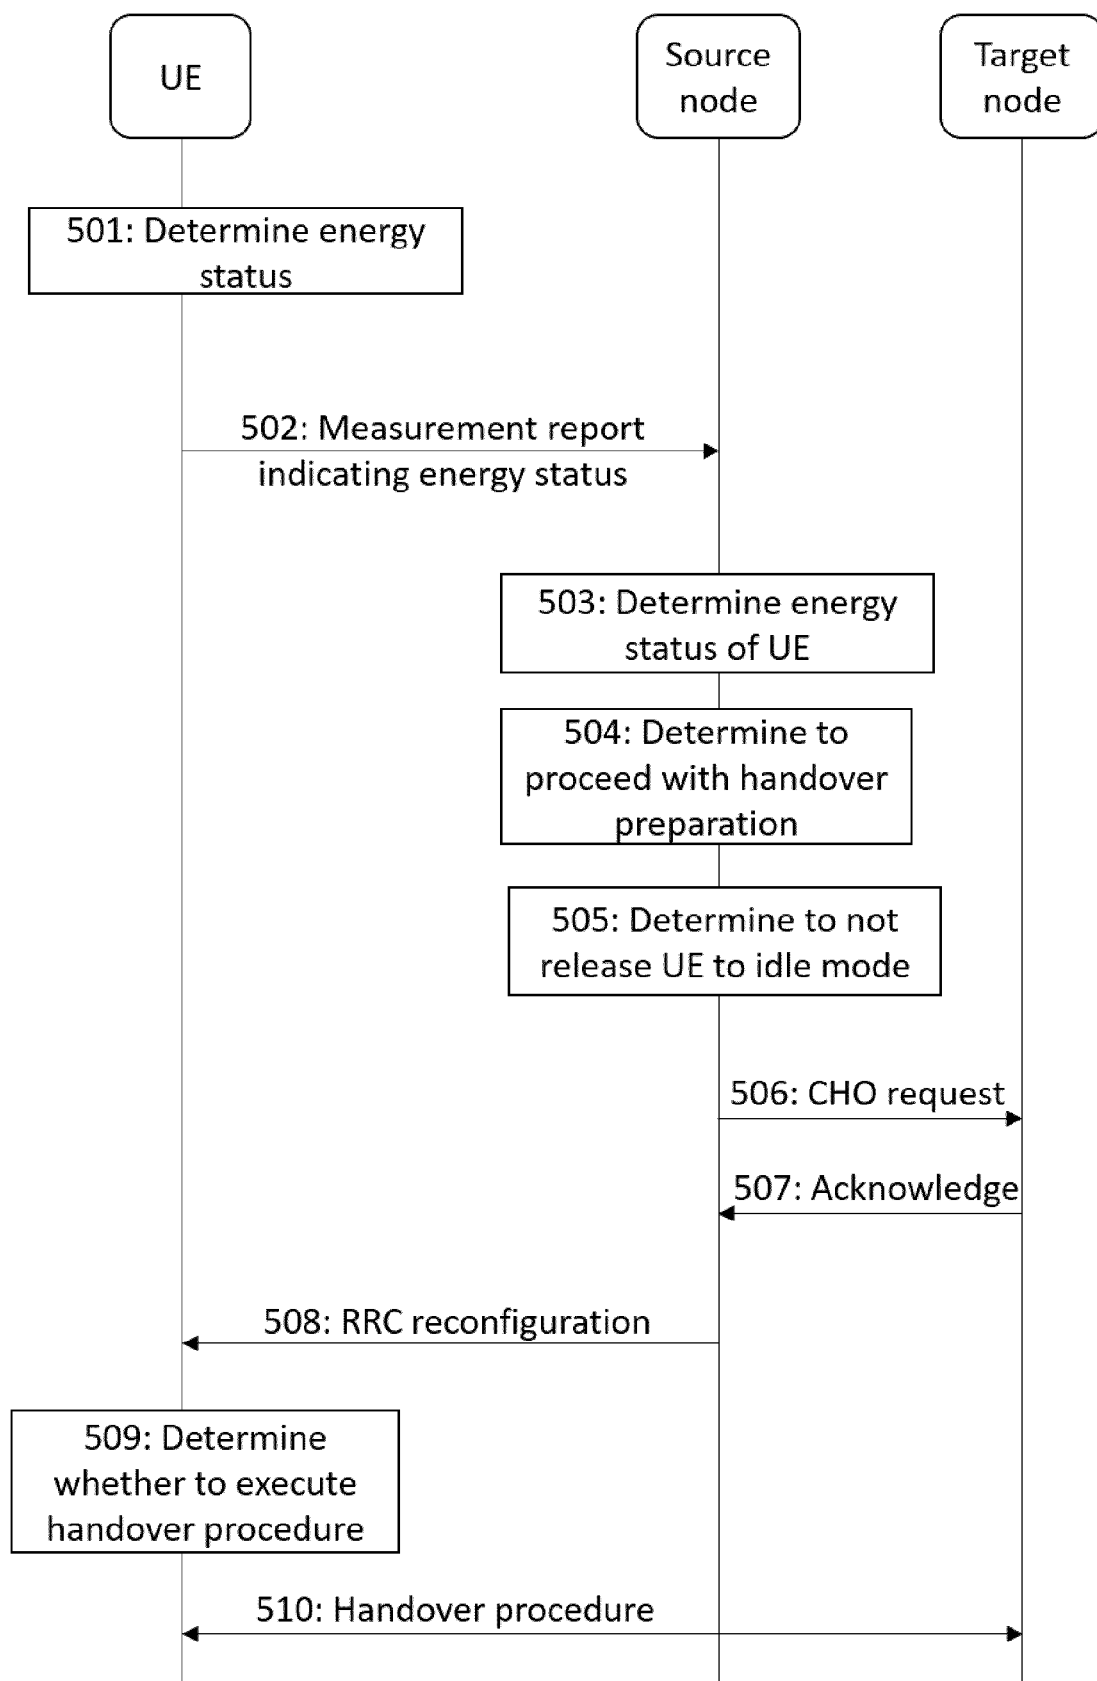 UE
Source
node
Target
node
501: Determine energy
status
502: Measurement report
indicating energy status
503: Determine energy
status of UE
504: Determine to
proceed with handover
preparation
505: Determine to not
release UE to idle mode
506: CHO request
507: Acknowledge
508: RRC reconfiguration
509: Determine
whether to execute
handover procedure
510: Handover procedure